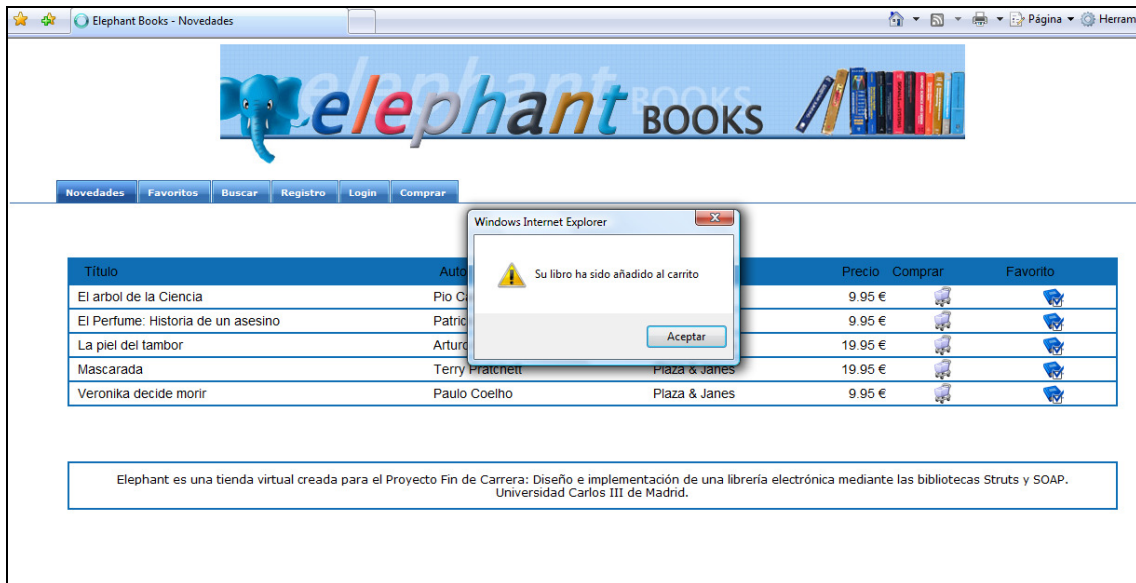 Elephant Books - Novedades
Página
elephant BOOKS
Novedades Favoritos Buscar Registro Login Comprar
Windows Internet Explorer
Su libro ha sido añadido al carrito
Aceptar
Título Precio Comprar Favorito
El arbol de la Ciencia Pio 9.95 €
El Perfume: Historia de un asesino 9.95 €
La piel del tambor 19.95 €
Mascarada Terry Pratchett Plaza & Janes 19.95 €
Veronika decide morir Paulo Coelho Plaza & Janes 9.95 €
Elephant es una tienda virtual creada para el Proyecto Fin de Carrera: Diseño e implementación de una librería electrónica mediante las bibliotecas Struts y SOAP.
Universidad Carlos III de Madrid.